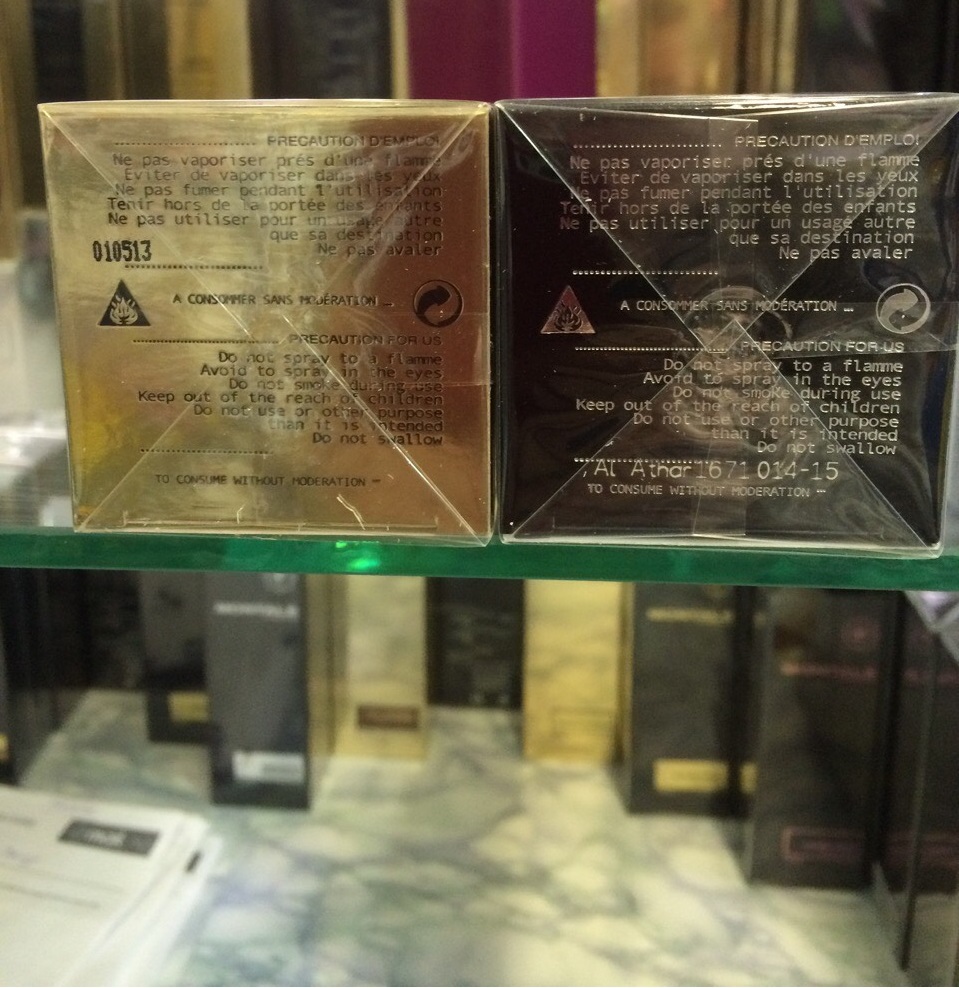 PRECAUTION D'EMPLOI
Ne pas vaporiser prés d'une flamme
Eviter de vaporiser dans les yeux
Ne pas fumer pendant l'utilisation
Tenir hors de la portée des enfants
Ne pas utiliser pour un usage autre
que sa destination
Ne pas avaler
010513
A CONSOMMER SANS MODÉRATION ...
PRECAUTION FOR US
Do not spray to a flamme
Avoid to spray in the eyes
Do not smoke during use
Keep out of the reach of children
Do not use or other purpose
than it is intended
Do not swallow
TO CONSUME WITHOUT MODERATION ...
PRECAUTION D'EMPLOI
Ne pas vaporiser prés d'une flamme
Eviter de vaporiser dans les yeux
Ne pas fumer pendant l'utilisation
Tenir hors de la portée des enfants
Ne pas utiliser pour un usage autre
que sa destination
Ne pas avaler
A CONSOMMER SANS MODÉRATION ...
PRECAUTION FOR US
Do not spray to a flamme
Avoid to spray in the eyes
Do not smoke during use
Keep out of the reach of children
Do not use or other purpose
than it is intended
Do not swallow
Al Athar 1671 014-15
TO CONSUME WITHOUT MODERATION ...
MONTALE
MONTALE